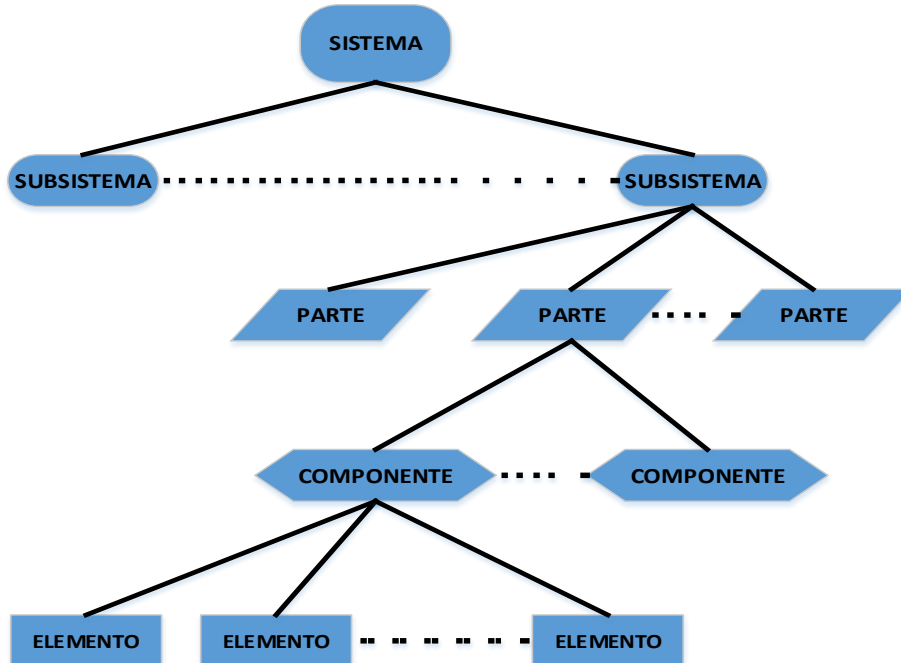 SISTEMA
SUBSISTEMA SUBSISTEMA
PARTE PARTE PARTE
COMPONENTE COMPONENTE
ELEMENTO ELEMENTO ELEMENTO